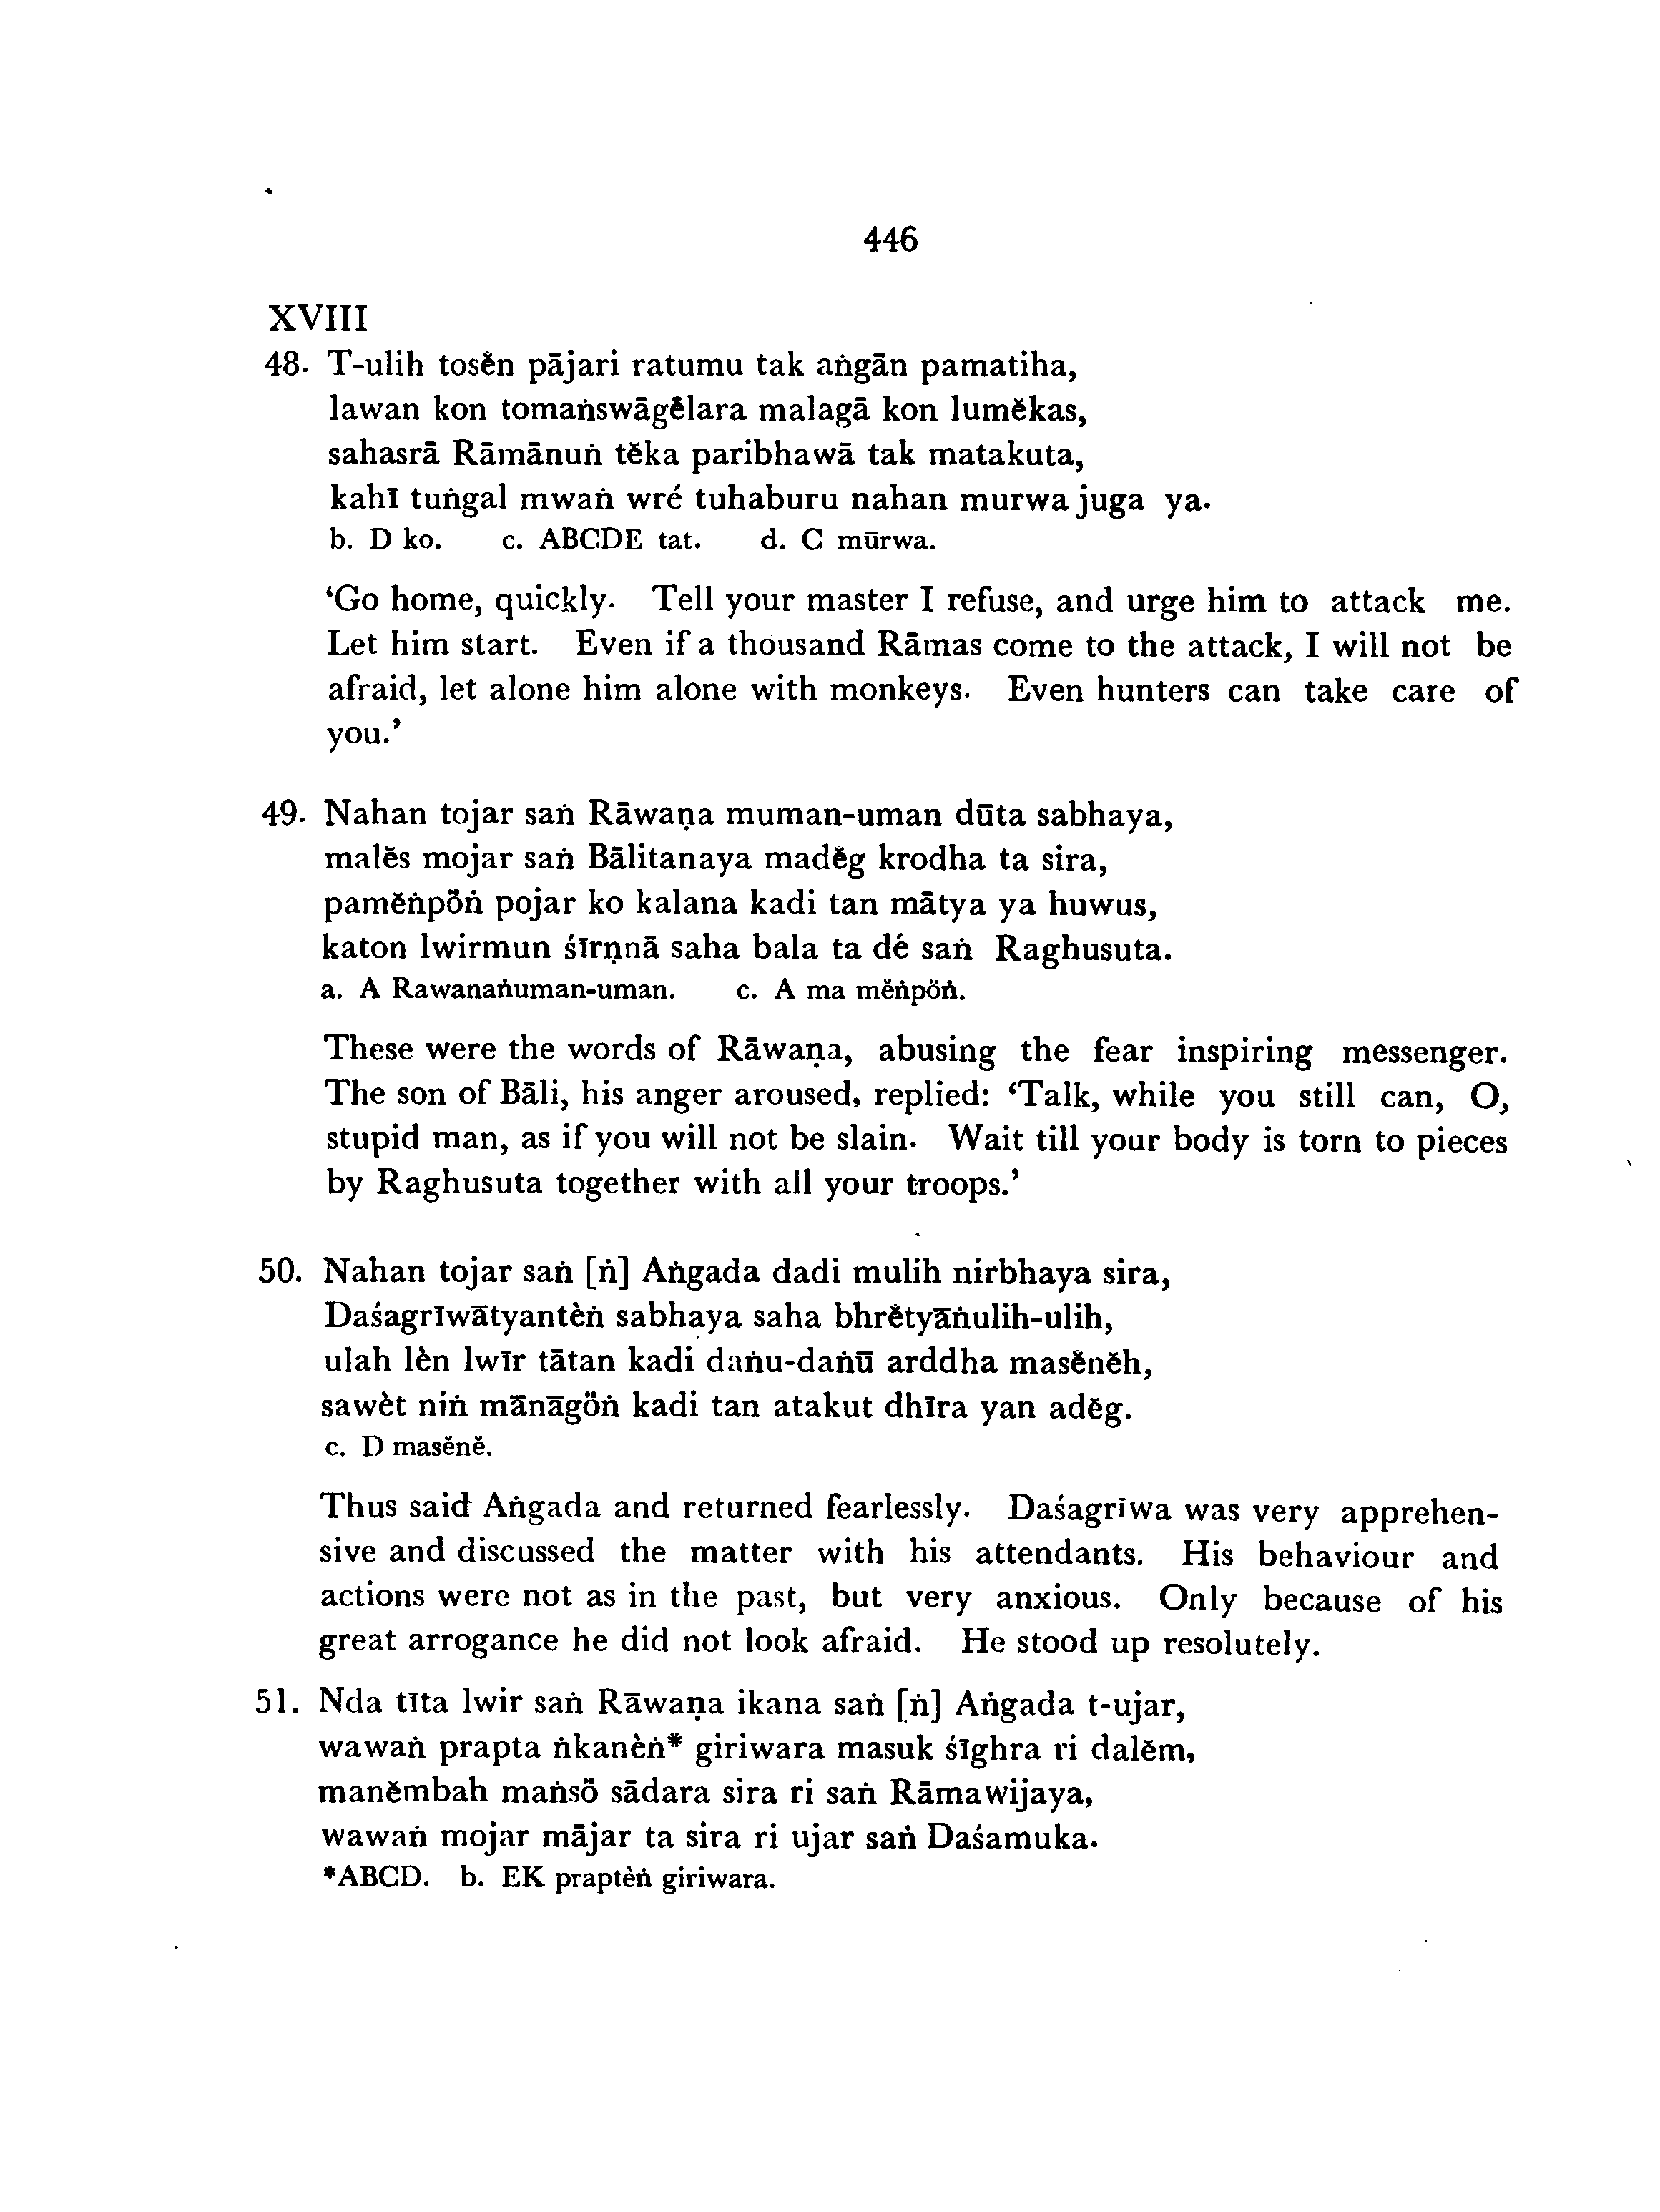 446
XVIII
48. T-ulih tosĕn pājari ratumu tak aṅgān pamatiha,
lawan kon tomaṅswāgĕlara malagā kon lumĕkas,
sahasrā Rāmānuṅ tĕka paribhawā tak matakuta,
kahī tuṅgal mwaṅ wré tuhaburu nahan murwa juga ya.
b. D ko. c. ABCDE tat. d. C mūrwa.
‘Go home, quickly. Tell your master I refuse, and urge him to attack me.
Let him start. Even if a thousand Rāmas come to the attack, I will not be
afraid, let alone him alone with monkeys. Even hunters can take care of
you.’
49. Nahan tojar saṅ Rāwaṇa muman-uman dūta sabhaya,
malĕs mojar saṅ Bālitanaya madĕg krodha ta sira,
pamĕṅpöṅ pojar ko kalana kadi tan mātya ya huwus,
katon lwirmun śīrṇnā saha bala ta dé saṅ Raghusuta.
a. A Rawanaṅuman-uman. c. A ma mĕṅpöṅ.
These were the words of Rāwaṇa, abusing the fear inspiring messenger.
The son of Bāli, his anger aroused, replied: ‘Talk, while you still can, O,
stupid man, as if you will not be slain. Wait till your body is torn to pieces
by Raghusuta together with all your troops.’
50. Nahan tojar saṅ [ṅ] Aṅgada dadi mulih nirbhaya sira,
Daśagrīwātyantèṅ sabhaya saha bhrĕtyāṅulih-ulih,
ulah lèn lwīr tātan kadi daṅu-daṅū arddha masĕnĕh,
sawèt niṅ mānāgöṅ kadi tan atakut dhīra yan adĕg.
c. D masĕnĕ.
Thus said Aṅgada and returned fearlessly. Daśagrīwa was very apprehen-
sive and discussed the matter with his attendants. His behaviour and
actions were not as in the past, but very anxious. Only because of his
great arrogance he did not look afraid. He stood up resolutely.
51. Nda tīta lwir saṅ Rāwaṇa ikana saṅ [ṅ] Aṅgada t-ujar,
wawaṅ prapta ṅkanèṅ* giriwara masuk śīghra ri dalĕm,
manĕmbah maṅsö sādara sira ri saṅ Rāmawijaya,
wawaṅ mojar mājar ta sira ri ujar saṅ Daśamuka.
*ABCD. b. EK praptèṅ giriwara.